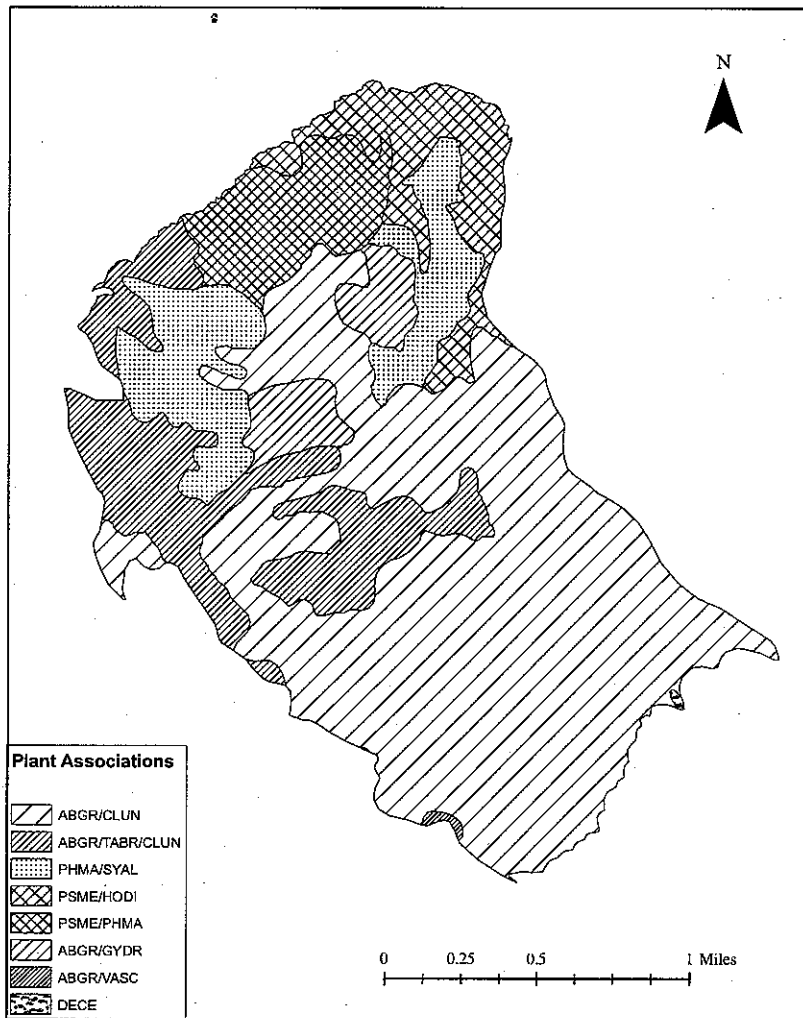 N
Plant Associations
ABGR/CLUN
ABGR/TABR/CLUN
PHMA/SYAL
PSME/HODI
PSME/PHMA
ABGR/GYDR
ABGR/VASC
DECE
0 0.25 0.5 1 Miles